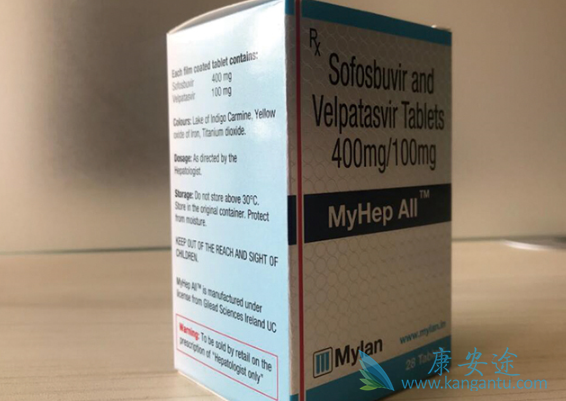 Each film coated tablet contains:
Sofosbuvir 400 mg
Velpatasvir 100 mg
Colours: Lake of Indigo Carmine, Yellow
oxide of Iron, Titanium dioxide.
Dosage: As directed by the
Hepatologist.
Storage: Do not store above 30°C.
Store in the original container. Protect
from moisture.
KEEP OUT OF THE REACH AND SIGHT OF
CHILDREN.
MyHep All™ is manufactured under
license from Gilead Sciences Ireland UC
Warning: To be sold by retail on the
prescription of "Hepatologist only"
Rx
Sofosbuvir and
Velpatasvir Tablets
400mg/100mg
MyHep All™
www.mylan.in
Mylan
28 Tablets
康安途
www.kangantu.com